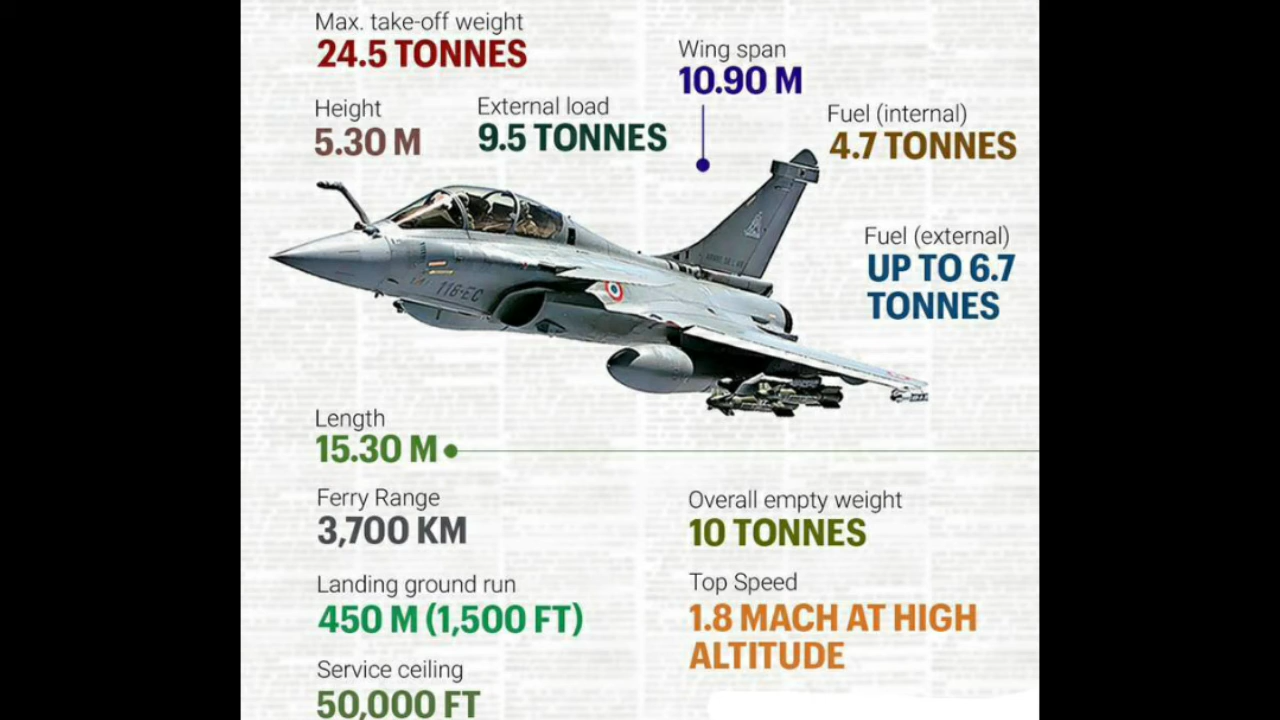 Max. take-off weight
24.5 TONNES
Wing span
10.90 M
Height
5.30 M
External load
9.5 TONNES
Fuel (internal)
4.7 TONNES
Fuel (external)
UP TO 6.7
TONNES
116-EC
Length
15.30 M
Ferry Range
3,700 KM
Overall empty weight
10 TONNES
Landing ground run
450 M (1,500 FT)
Top Speed
1.8 MACH AT HIGH
ALTITUDE
Service ceiling
50,000 FT